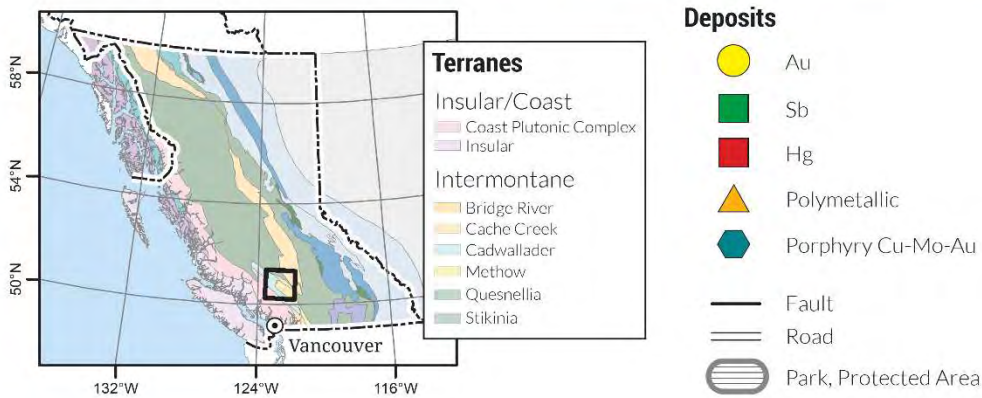 58°N
54°N
50°N
132°W
124°W
116°W
Vancouver
Terranes
Insular/Coast
Coast Plutonic Complex
Insular
Intermontane
Bridge River
Cache Creek
Cadwallader
Methow
Quesnellia
Stikinia
Deposits
Au
Sb
Hg
Polymetallic
Porphyry Cu-Mo-Au
Fault
Road
Park, Protected Area